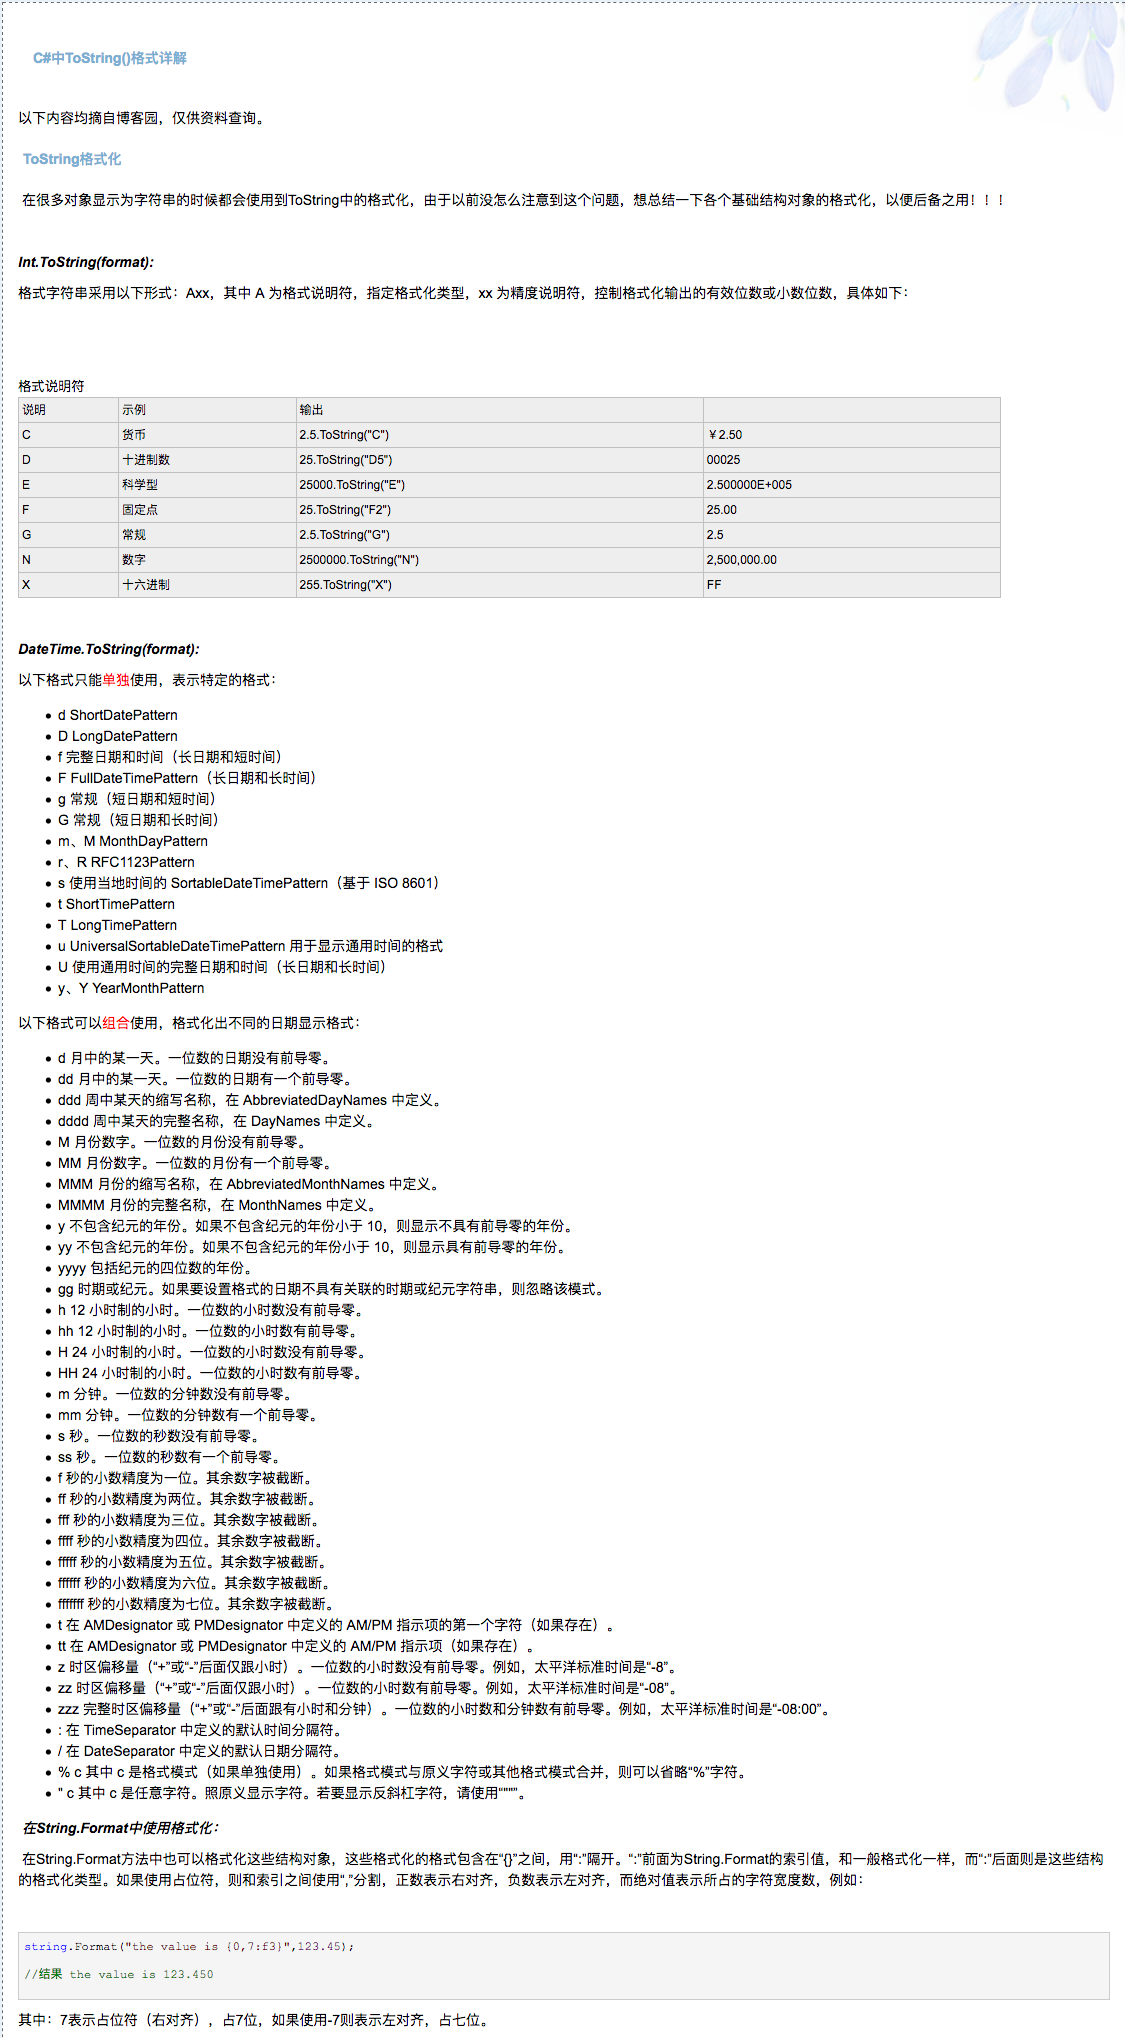 C#中ToString()格式详解
以下内容均摘自博客园，仅供资料查询。
ToString格式化
在很多对象显示为字符串的时候都会使用到ToString中的格式化，由于以前没怎么注意到这个问题，想总结一下各个基础结构对象的格式化，以便后备之用！！！
Int.ToString(format):
格式字符串采用以下形式：Axx，其中 A 为格式说明符，指定格式化类型，xx 为精度说明符，控制格式化输出的有效位数或小数位数，具体如下：
格式说明符
说明 示例 输出
C 货币 2.5.ToString("C") ￥2.50
D 十进制数 25.ToString("D5") 00025
E 科学型 25000.ToString("E") 2.500000E+005
F 固定点 25.ToString("F2") 25.00
G 常规 2.5.ToString("G") 2.5
N 数字 2500000.ToString("N") 2,500,000.00
X 十六进制 255.ToString("X") FF
DateTime.ToString(format):
以下格式只能单独使用，表示特定的格式：
• d ShortDatePattern
• D LongDatePattern
• f 完整日期和时间（长日期和短时间）
• F FullDateTimePattern（长日期和长时间）
• g 常规（短日期和短时间）
• G 常规（短日期和长时间）
• m、M MonthDayPattern
• r、R RFC1123Pattern
• s 使用当地时间的 SortableDateTimePattern（基于 ISO 8601）
• t ShortTimePattern
• T LongTimePattern
• u UniversalSortableDateTimePattern 用于显示通用时间的格式
• U 使用通用时间的完整日期和时间（长日期和长时间）
• y、Y YearMonthPattern
以下格式可以组合使用，格式化出不同的日期显示格式：
• d 月中的某一天。一位数的日期没有前导零。
• dd 月中的某一天。一位数的日期有一个前导零。
• ddd 周中某天的缩写名称，在 AbbreviatedDayNames 中定义。
• dddd 周中某天的完整名称，在 DayNames 中定义。
• M 月份数字。一位数的月份没有前导零。
• MM 月份数字。一位数的月份有一个前导零。
• MMM 月份的缩写名称，在 AbbreviatedMonthNames 中定义。
• MMMM 月份的完整名称，在 MonthNames 中定义。
• y 不包含纪元的年份。如果不包含纪元的年份小于 10，则显示不具有前导零的年份。
• yy 不包含纪元的年份。如果不包含纪元的年份小于 10，则显示具有前导零的年份。
• yyyy 包括纪元的四位数的年份。
• gg 时期或纪元。如果要设置格式的日期不具有关联的时期或纪元字符串，则忽略该模式。
• h 12 小时制的小时。一位数的小时数没有前导零。
• hh 12 小时制的小时。一位数的小时数有前导零。
• H 24 小时制的小时。一位数的小时数没有前导零。
• HH 24 小时制的小时。一位数的小时数有前导零。
• m 分钟。一位数的分钟数没有前导零。
• mm 分钟。一位数的分钟数有一个前导零。
• s 秒。一位数的秒数没有前导零。
• ss 秒。一位数的秒数有一个前导零。
• f 秒的小数精度为一位。其余数字被截断。
• ff 秒的小数精度为两位。其余数字被截断。
• fff 秒的小数精度为三位。其余数字被截断。
• ffff 秒的小数精度为四位。其余数字被截断。
• fffff 秒的小数精度为五位。其余数字被截断。
• ffffff 秒的小数精度为六位。其余数字被截断。
• fffffff 秒的小数精度为七位。其余数字被截断。
• t 在 AMDesignator 或 PMDesignator 中定义的 AM/PM 指示项的第一个字符（如果存在）。
• tt 在 AMDesignator 或 PMDesignator 中定义的 AM/PM 指示项（如果存在）。
• z 时区偏移量（“+”或“-”后面仅跟小时）。一位数的小时数没有前导零。例如，太平洋标准时间是“-8”。
• zz 时区偏移量（“+”或“-”后面仅跟小时）。一位数的小时数有前导零。例如，太平洋标准时间是“-08”。
• zzz 完整时区偏移量（“+”或“-”后面跟有小时和分钟）。一位数的小时数和分钟数有前导零。例如，太平洋标准时间是“-08:00”。
• : 在 TimeSeparator 中定义的默认时间分隔符。
• / 在 DateSeparator 中定义的默认日期分隔符。
• % c 其中 c 是格式模式（如果单独使用）。如果格式模式与原义字符或其他格式模式合并，则可以省略“%”字符。
• " c 其中 c 是任意字符。照原义显示字符。若要显示反斜杠字符，请使用“""”。
在String.Format中使用格式化：
在String.Format方法中也可以格式化这些结构对象，这些格式化的格式包含在“{}”之间，用“:”隔开。“:”前面为String.Format的索引值，和一般格式化一样，而“:”后面则是这些结构
的格式化类型。如果使用占位符，则和索引之间使用“,”分割，正数表示右对齐，负数表示左对齐，而绝对值表示所占的字符宽度数，例如：
string.Format("the value is {0,7:f3}",123.45);
//结果 the value is 123.450
其中：7表示占位符（右对齐），占7位，如果使用-7则表示左对齐，占七位。